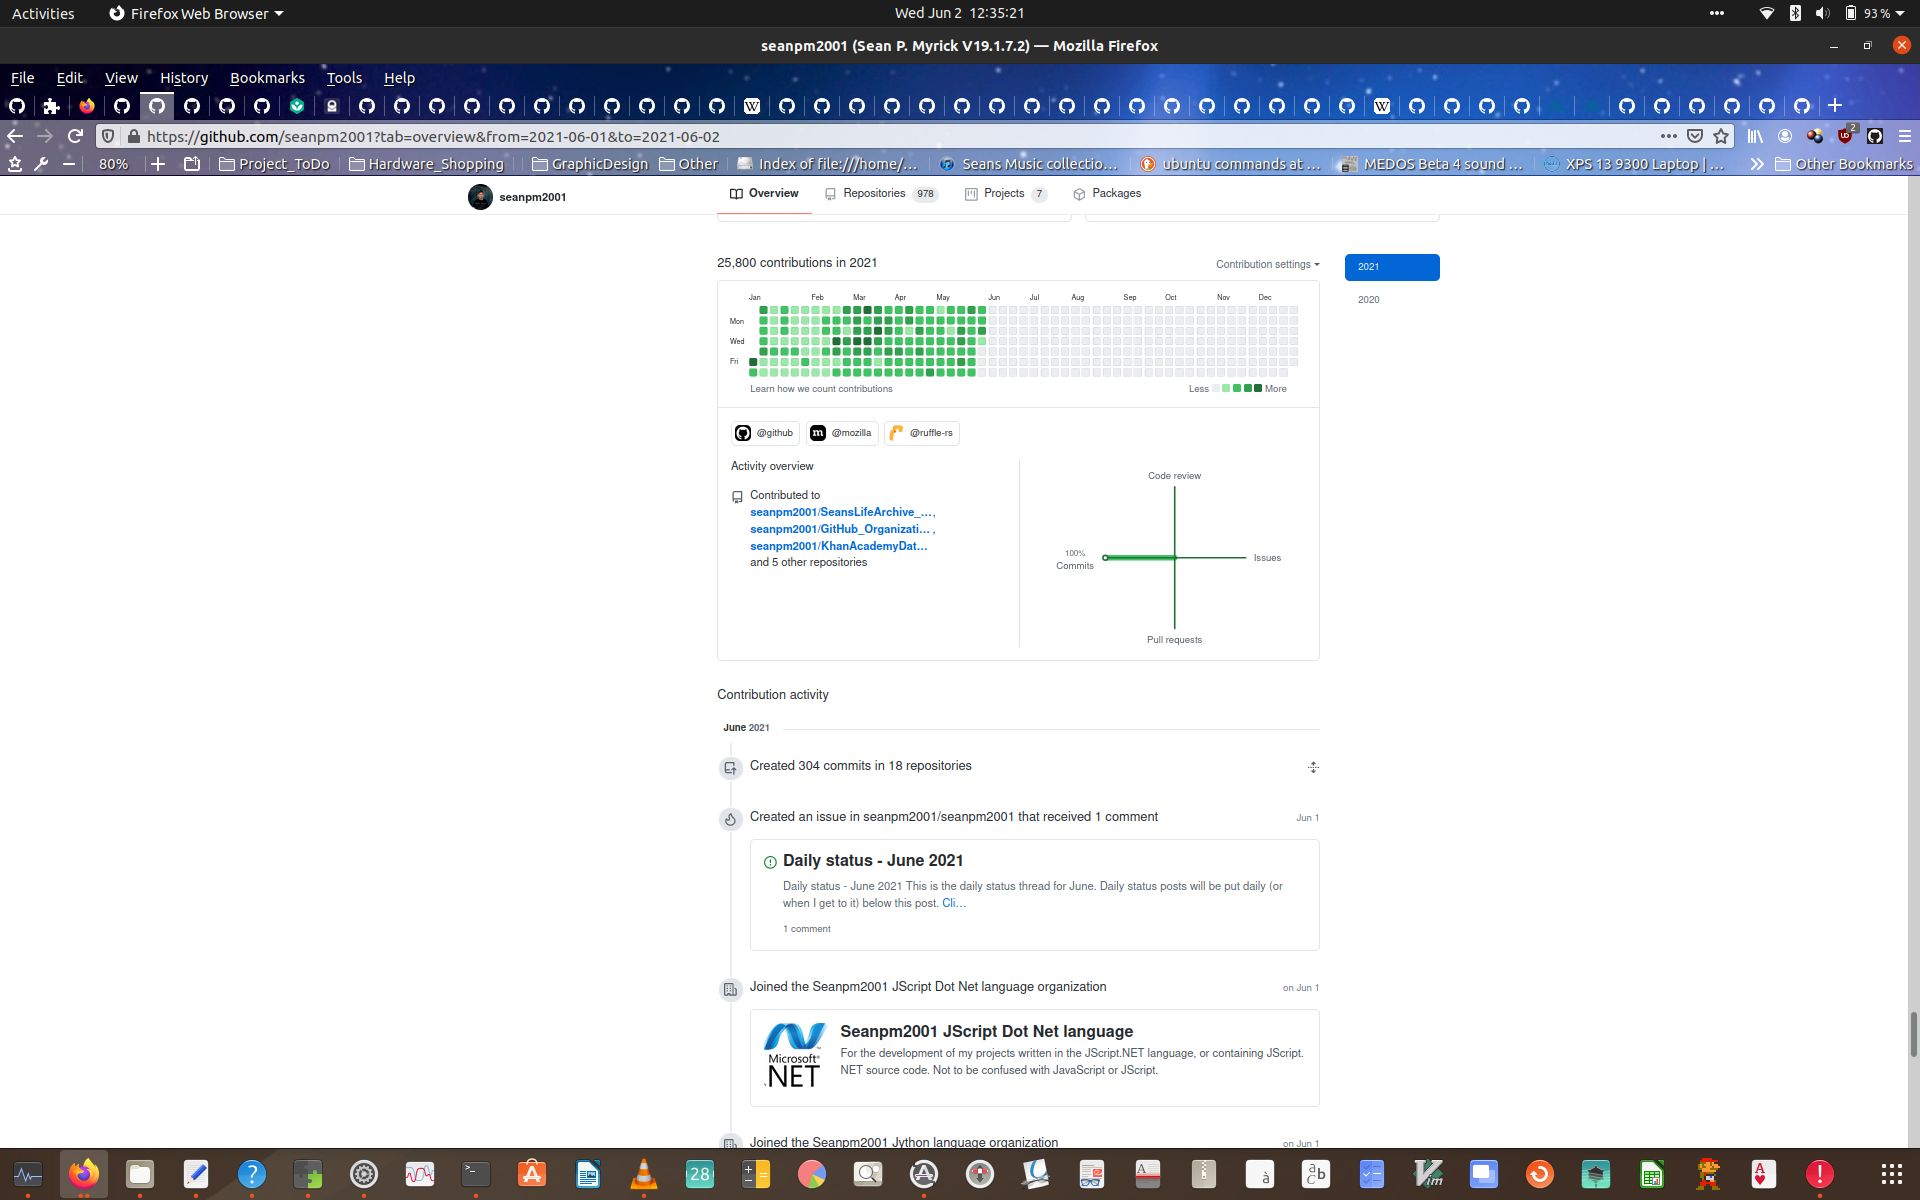 Activities
Firefox Web Browser
Wed Jun 2 12:35:21
93 %
seanpm2001 (Sean P. Myrick V19.1.7.2) — Mozilla Firefox
File Edit View History Bookmarks Tools Help
https://github.com/seanpm2001?tab=overview&from=2021-06-01&to=2021-06-02
2
80%
Project_ToDo
Hardware_Shopping
GraphicDesign
Other
Index of file:///home/...
Seans Music collectio...
ubuntu commands at ...
MEDOS Beta 4 sound ...
XPS 13 9300 Laptop | ...
Other Bookmarks
seanpm2001
Overview
Repositories 978
Projects 7
Packages
25,800 contributions in 2021
Contribution settings
2021
2020
Jan Feb Mar Apr May Jun Jul Aug Sep Oct Nov Dec
Mon
Wed
Fri
Learn how we count contributions
Less More
@github
@mozilla
@ruffle-rs
Activity overview
Contributed to
seanpm2001/SeansLifeArchive_...,
seanpm2001/GitHub_Organizati... ,
seanpm2001/KhanAcademyDat...
and 5 other repositories
Code review
100%
Commits
Issues
Pull requests
Contribution activity
June 2021
Created 304 commits in 18 repositories
Created an issue in seanpm2001/seanpm2001 that received 1 comment
Jun 1
Daily status - June 2021
Daily status - June 2021 This is the daily status thread for June. Daily status posts will be put daily (or
when I get to it) below this post. Cli...
1 comment
Joined the Seanpm2001 JScript Dot Net language organization
on Jun 1
Microsoft®
.NET
Seanpm2001 JScript Dot Net language
For the development of my projects written in the JScript.NET language, or containing JScript.
NET source code. Not to be confused with JavaScript or JScript.
Joined the Seanpm2001 Jython language organization
on Jun 1
28